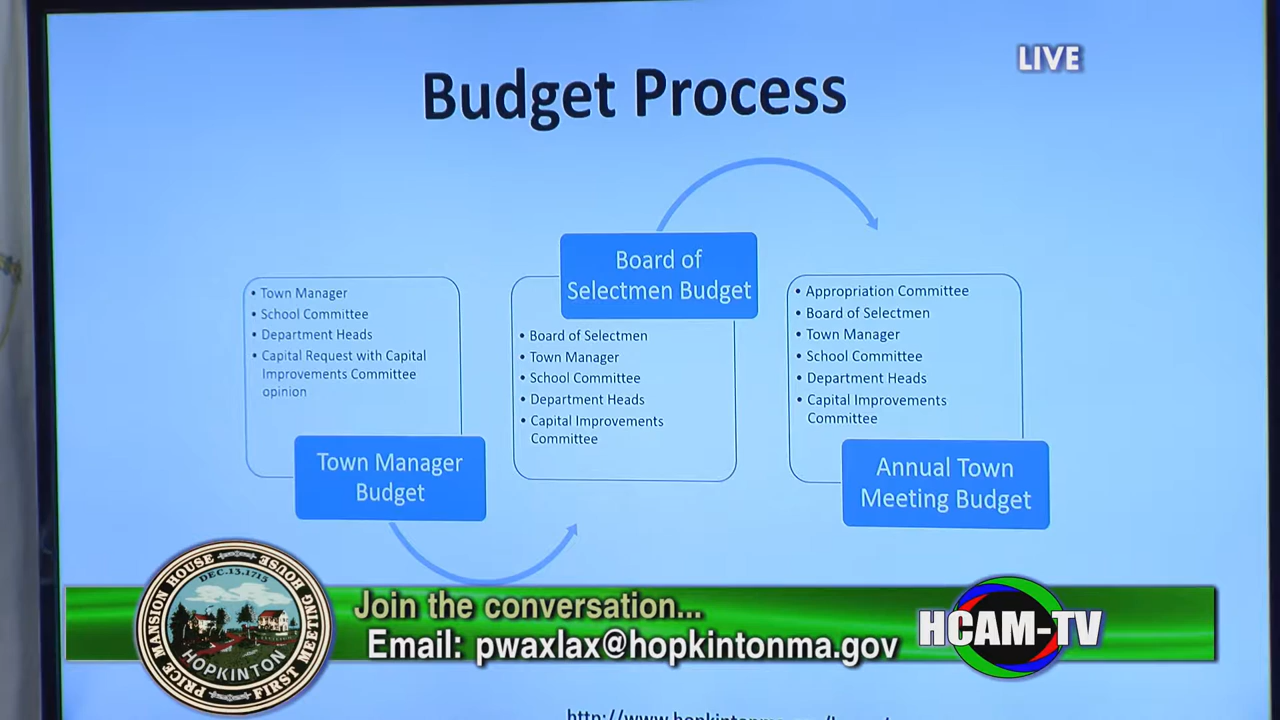 LIVE
Budget Process
• Town Manager
• School Committee
• Department Heads
• Capital Request with Capital
Improvements Committee
opinion
Town Manager
Budget
Board of
Selectmen Budget
• Board of Selectmen
• Town Manager
• School Committee
• Department Heads
• Capital Improvements
Committee
• Appropriation Committee
• Board of Selectmen
• Town Manager
• School Committee
• Department Heads
• Capital Improvements
Committee
Annual Town
Meeting Budget
PRICE MANSION HOUSE
HOUSE FIRST MEETING
DEC.13.1715
HOPKINTON
Join the conversation...
Email: pwaxlax@hopkintonma.gov
HCAM-TV